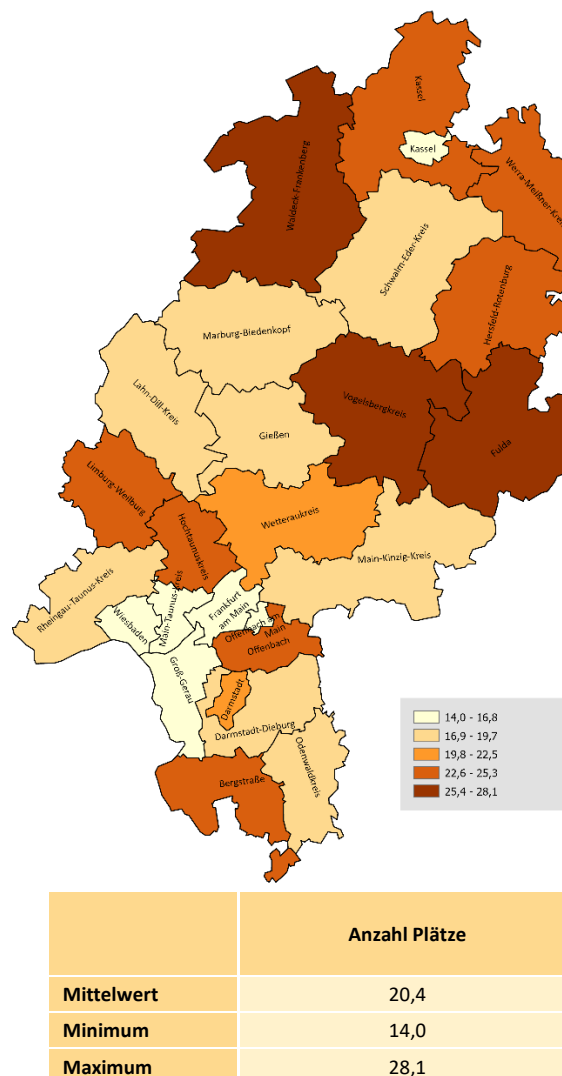 Kassel
Kassel
Werra-Meißner-Kreis
Waldeck-Frankenberg
Schwalm-Eder-Kreis
Hersfeld-Rotenburg
Marburg-Biedenkopf
Lahn-Dill-Kreis
Vogelsbergkreis
Gießen
Fulda
Limburg-Weilburg
Wetteraukreis
Hochtaunuskreis
Main-Kinzig-Kreis
Rheingau-Taunus-Kreis
Main-Taunus-Kreis
Wiesbaden
Frankfurt
am Main
Offenbach am
Main
Offenbach
Groß-Gerau
Darmstadt
Darmstadt-Dieburg
Odenwaldkreis
Bergstraße
14,0 - 16,8
16,9 - 19,7
19,8 - 22,5
22,6 - 25,3
25,4 - 28,1
Anzahl Plätze
Mittelwert 20,4
Minimum 14,0
Maximum 28,1